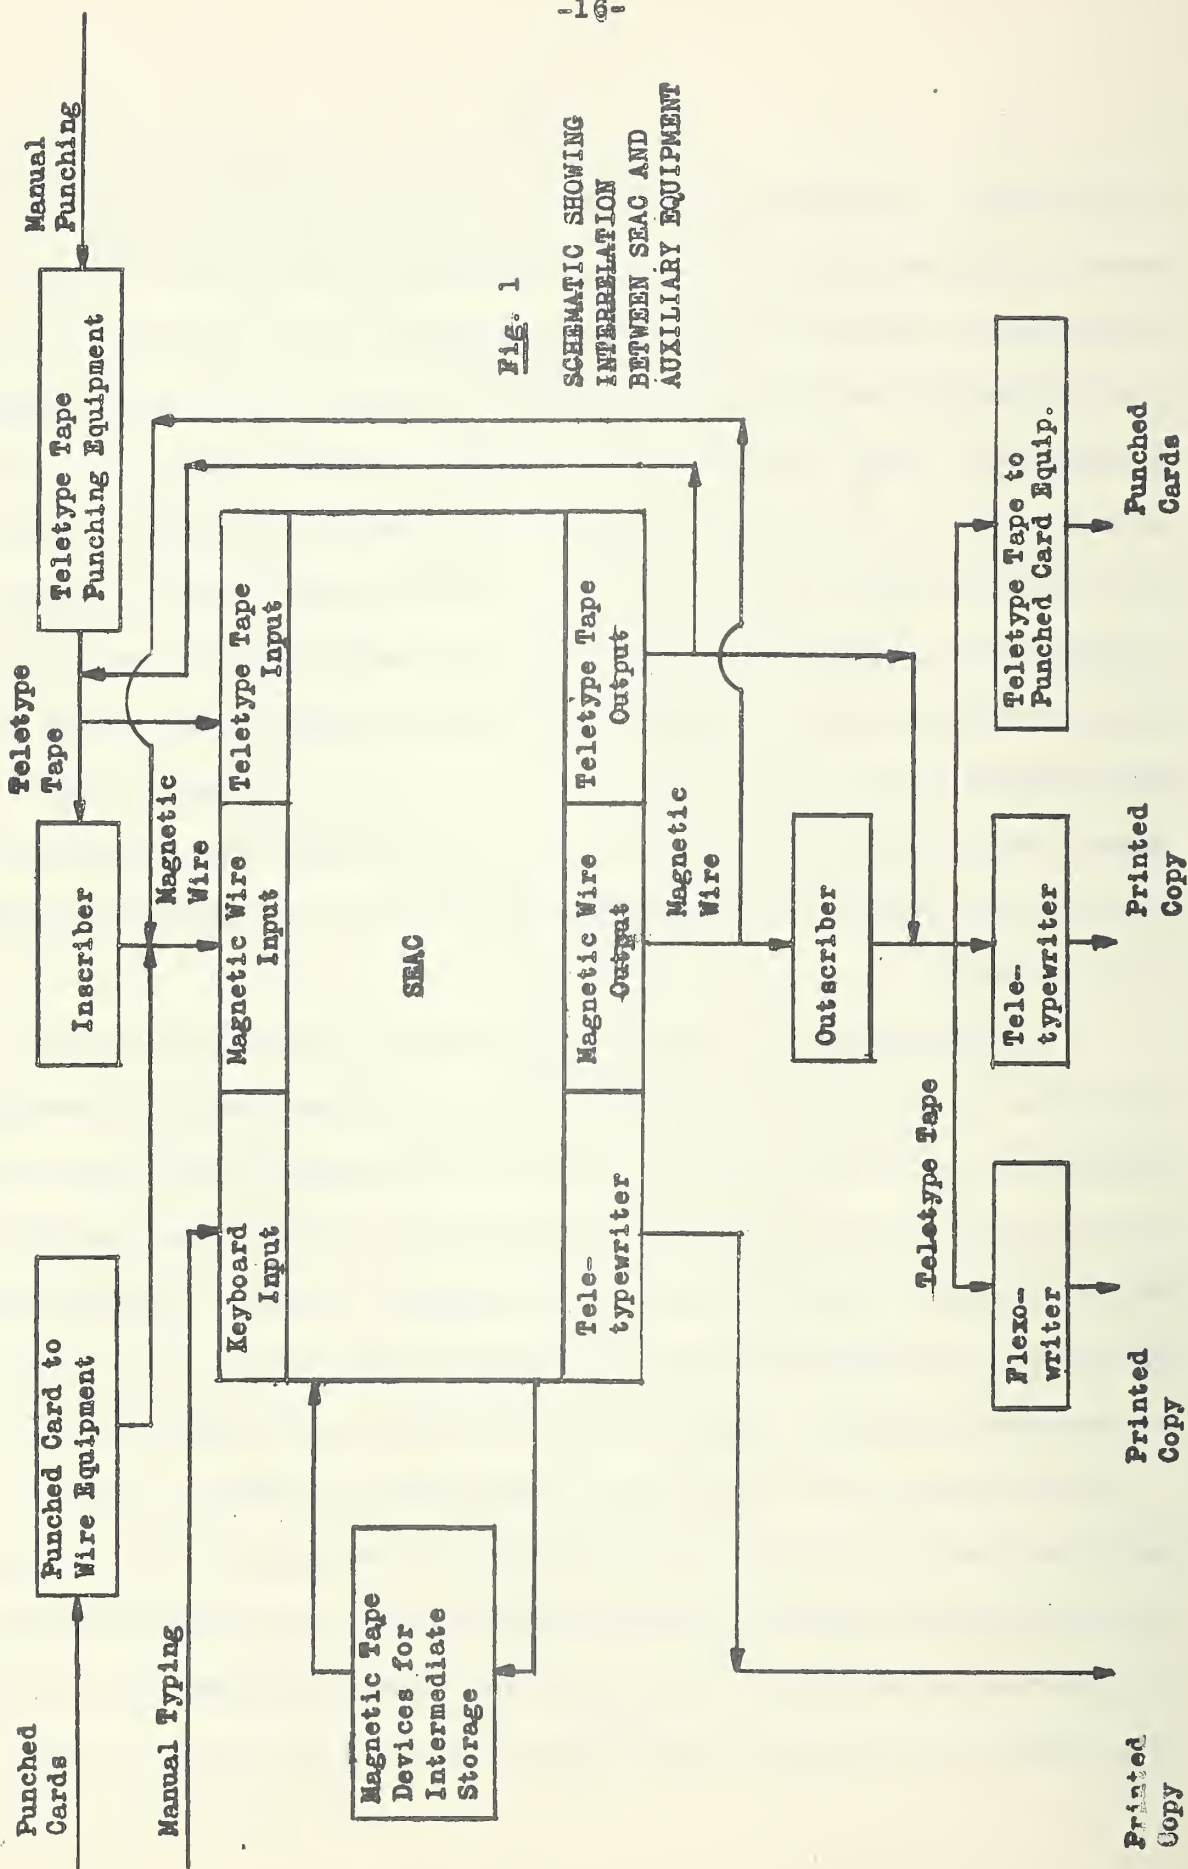 -16-
Punched
Cards
Manual Typing
Punched Card to
Wire Equipment
Inscriber
Teletype
Tape
Teletype Tape
Punching Equipment
Manual
Punching
Magnetic
Wire
Keyboard
Input
Magnetic Wire
Input
Teletype Tape
Input
SEAC
Magnetic Tape
Devices for
Intermediate
Storage
Tele-
typewriter
Magnetic Wire
Output
Teletype Tape
Output
Magnetic
Wire
Fig. 1
SCHEMATIC SHOWING
INTERRELATION
BETWEEN SEAC AND
AUXILIARY EQUIPMENT
Outscriber
Teletype Tape
Flexo-
writer
Tele-
typewriter
Teletype Tape to
Punched Card Equip.
Printed
Copy
Printed
Copy
Printed
Copy
Punched
Cards